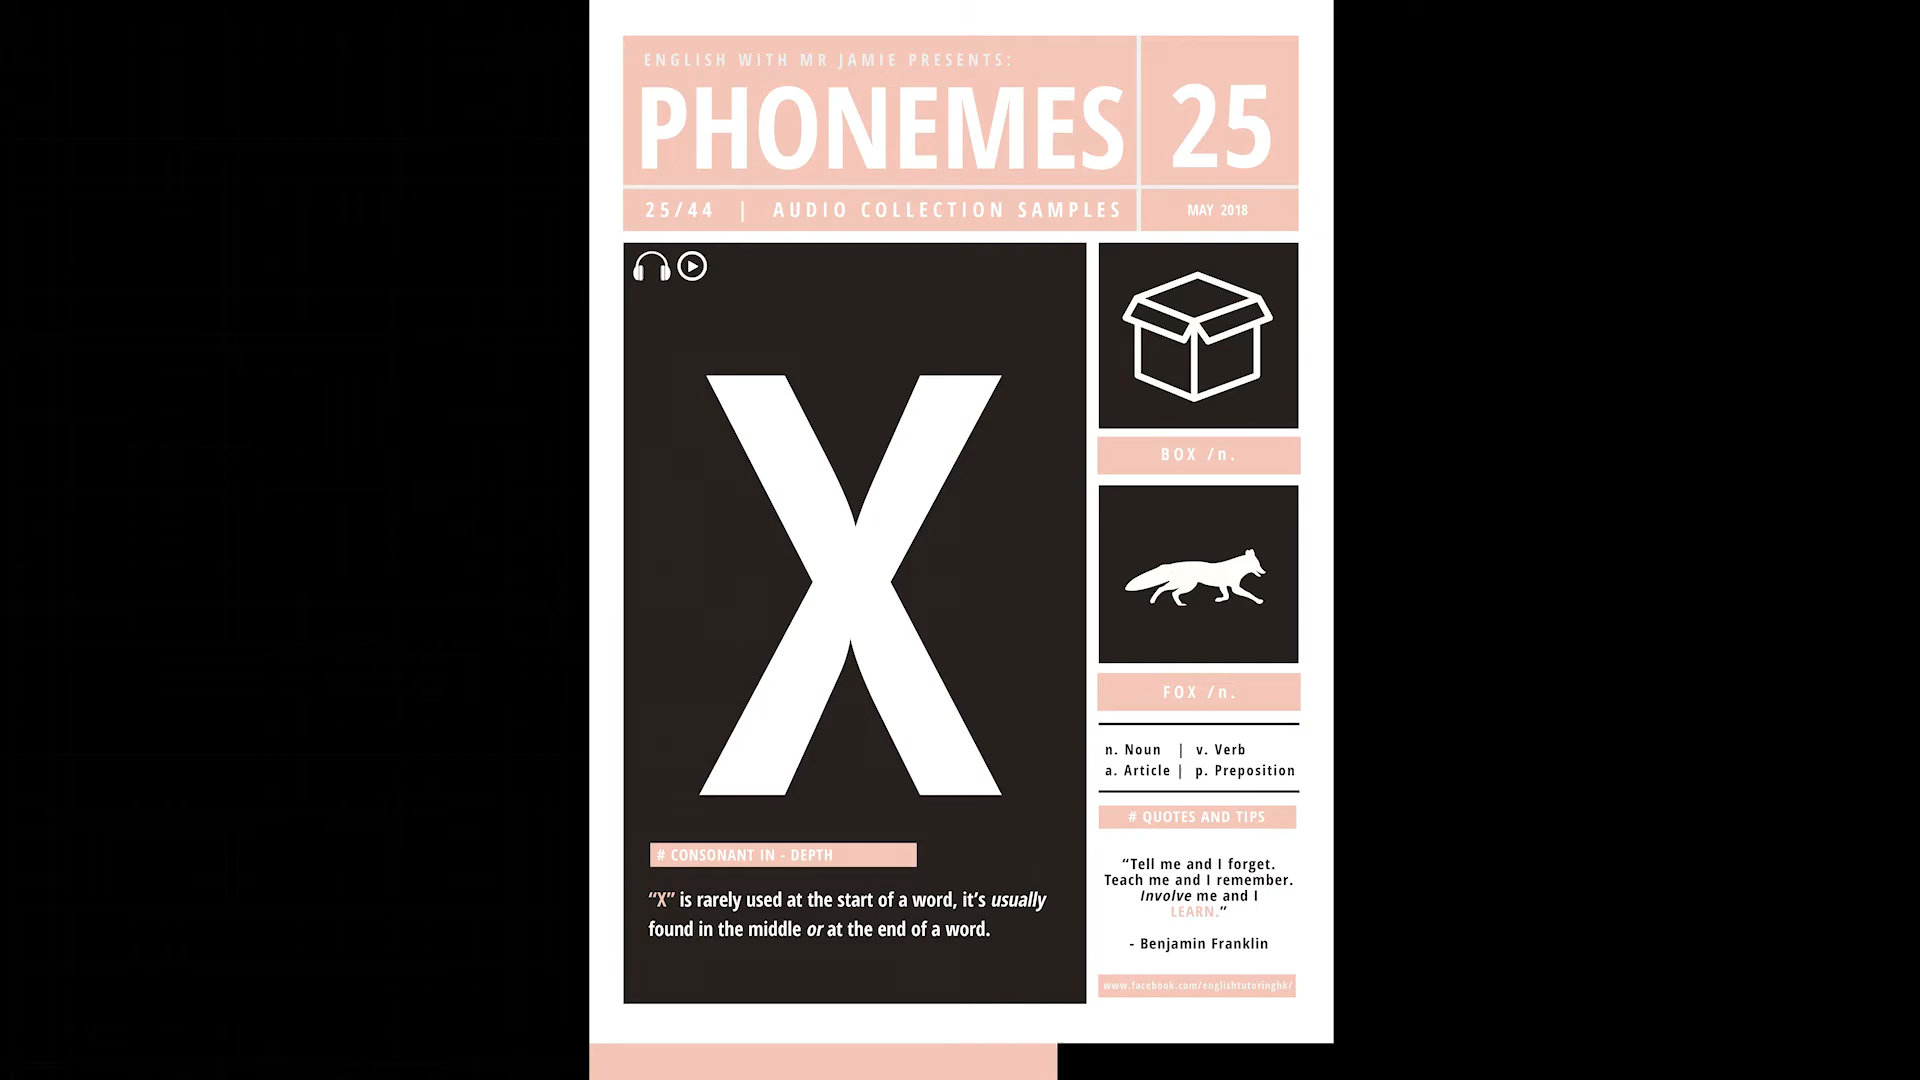 ENGLISH WITH MR JAMIE PRESENTS:
PHONEMES
25
25/44 | AUDIO COLLECTION SAMPLES
MAY 2018
X
# CONSONANT IN - DEPTH
“X” is rarely used at the start of a word, it’s usually
found in the middle or at the end of a word.
BOX /n.
FOX /n.
n. Noun | v. Verb
a. Article | p. Preposition
# QUOTES AND TIPS
“Tell me and I forget.
Teach me and I remember.
Involve me and I
LEARN.”
- Benjamin Franklin
www.facebook.com/englishtutoringhk/